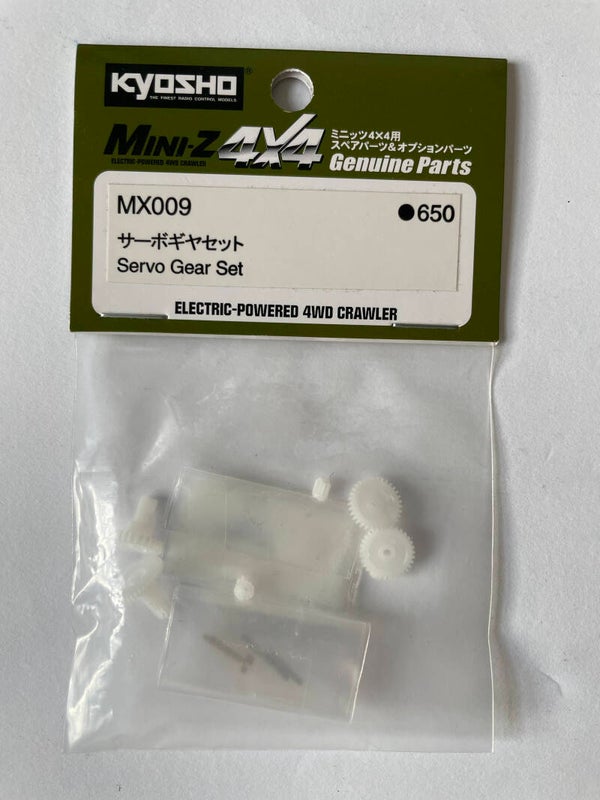 KYOSHO®
THE FINEST RADIO CONTROL MODELS
MINI-Z 4X4
ELECTRIC-POWERED 4WD CRAWLER
ミニッツ4×4用
スペアパーツ&オプションパーツ
Genuine Parts
MX009 ●650
サーボギヤセット
Servo Gear Set
ELECTRIC-POWERED 4WD CRAWLER